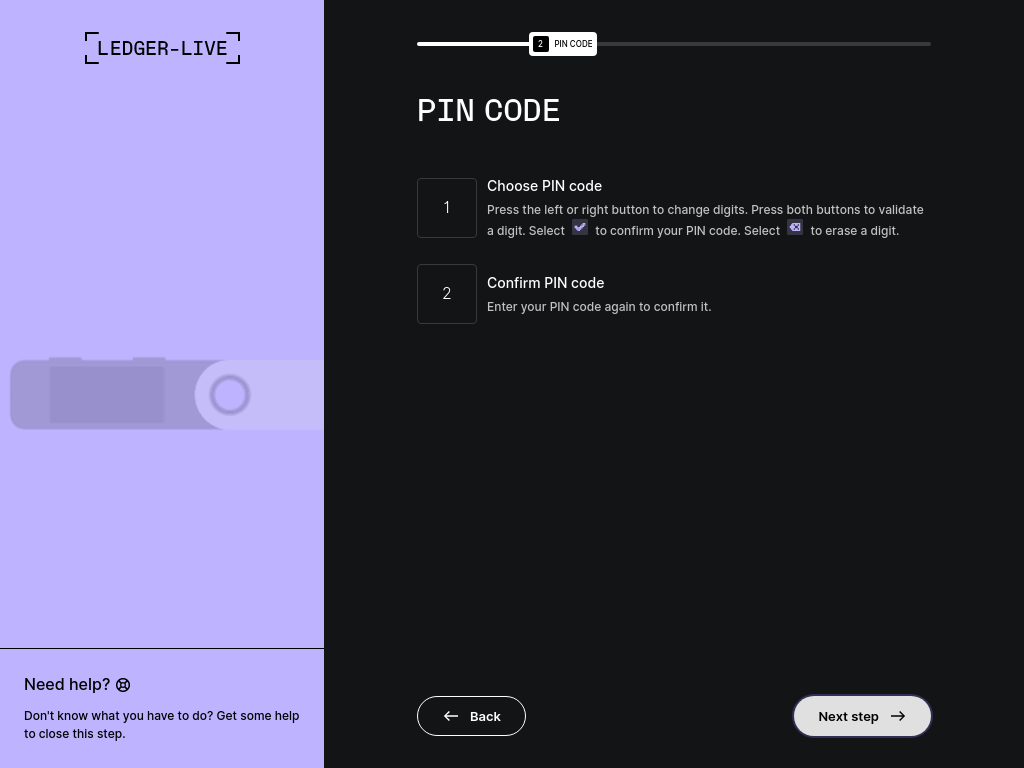 LEDGER-LIVE
2 PIN CODE
PIN CODE
1
Choose PIN code
Press the left or right button to change digits. Press both buttons to validate
a digit. Select to confirm your PIN code. Select to erase a digit.
2
Confirm PIN code
Enter your PIN code again to confirm it.
Need help?
Don't know what you have to do? Get some help
to close this step.
Back
Next step